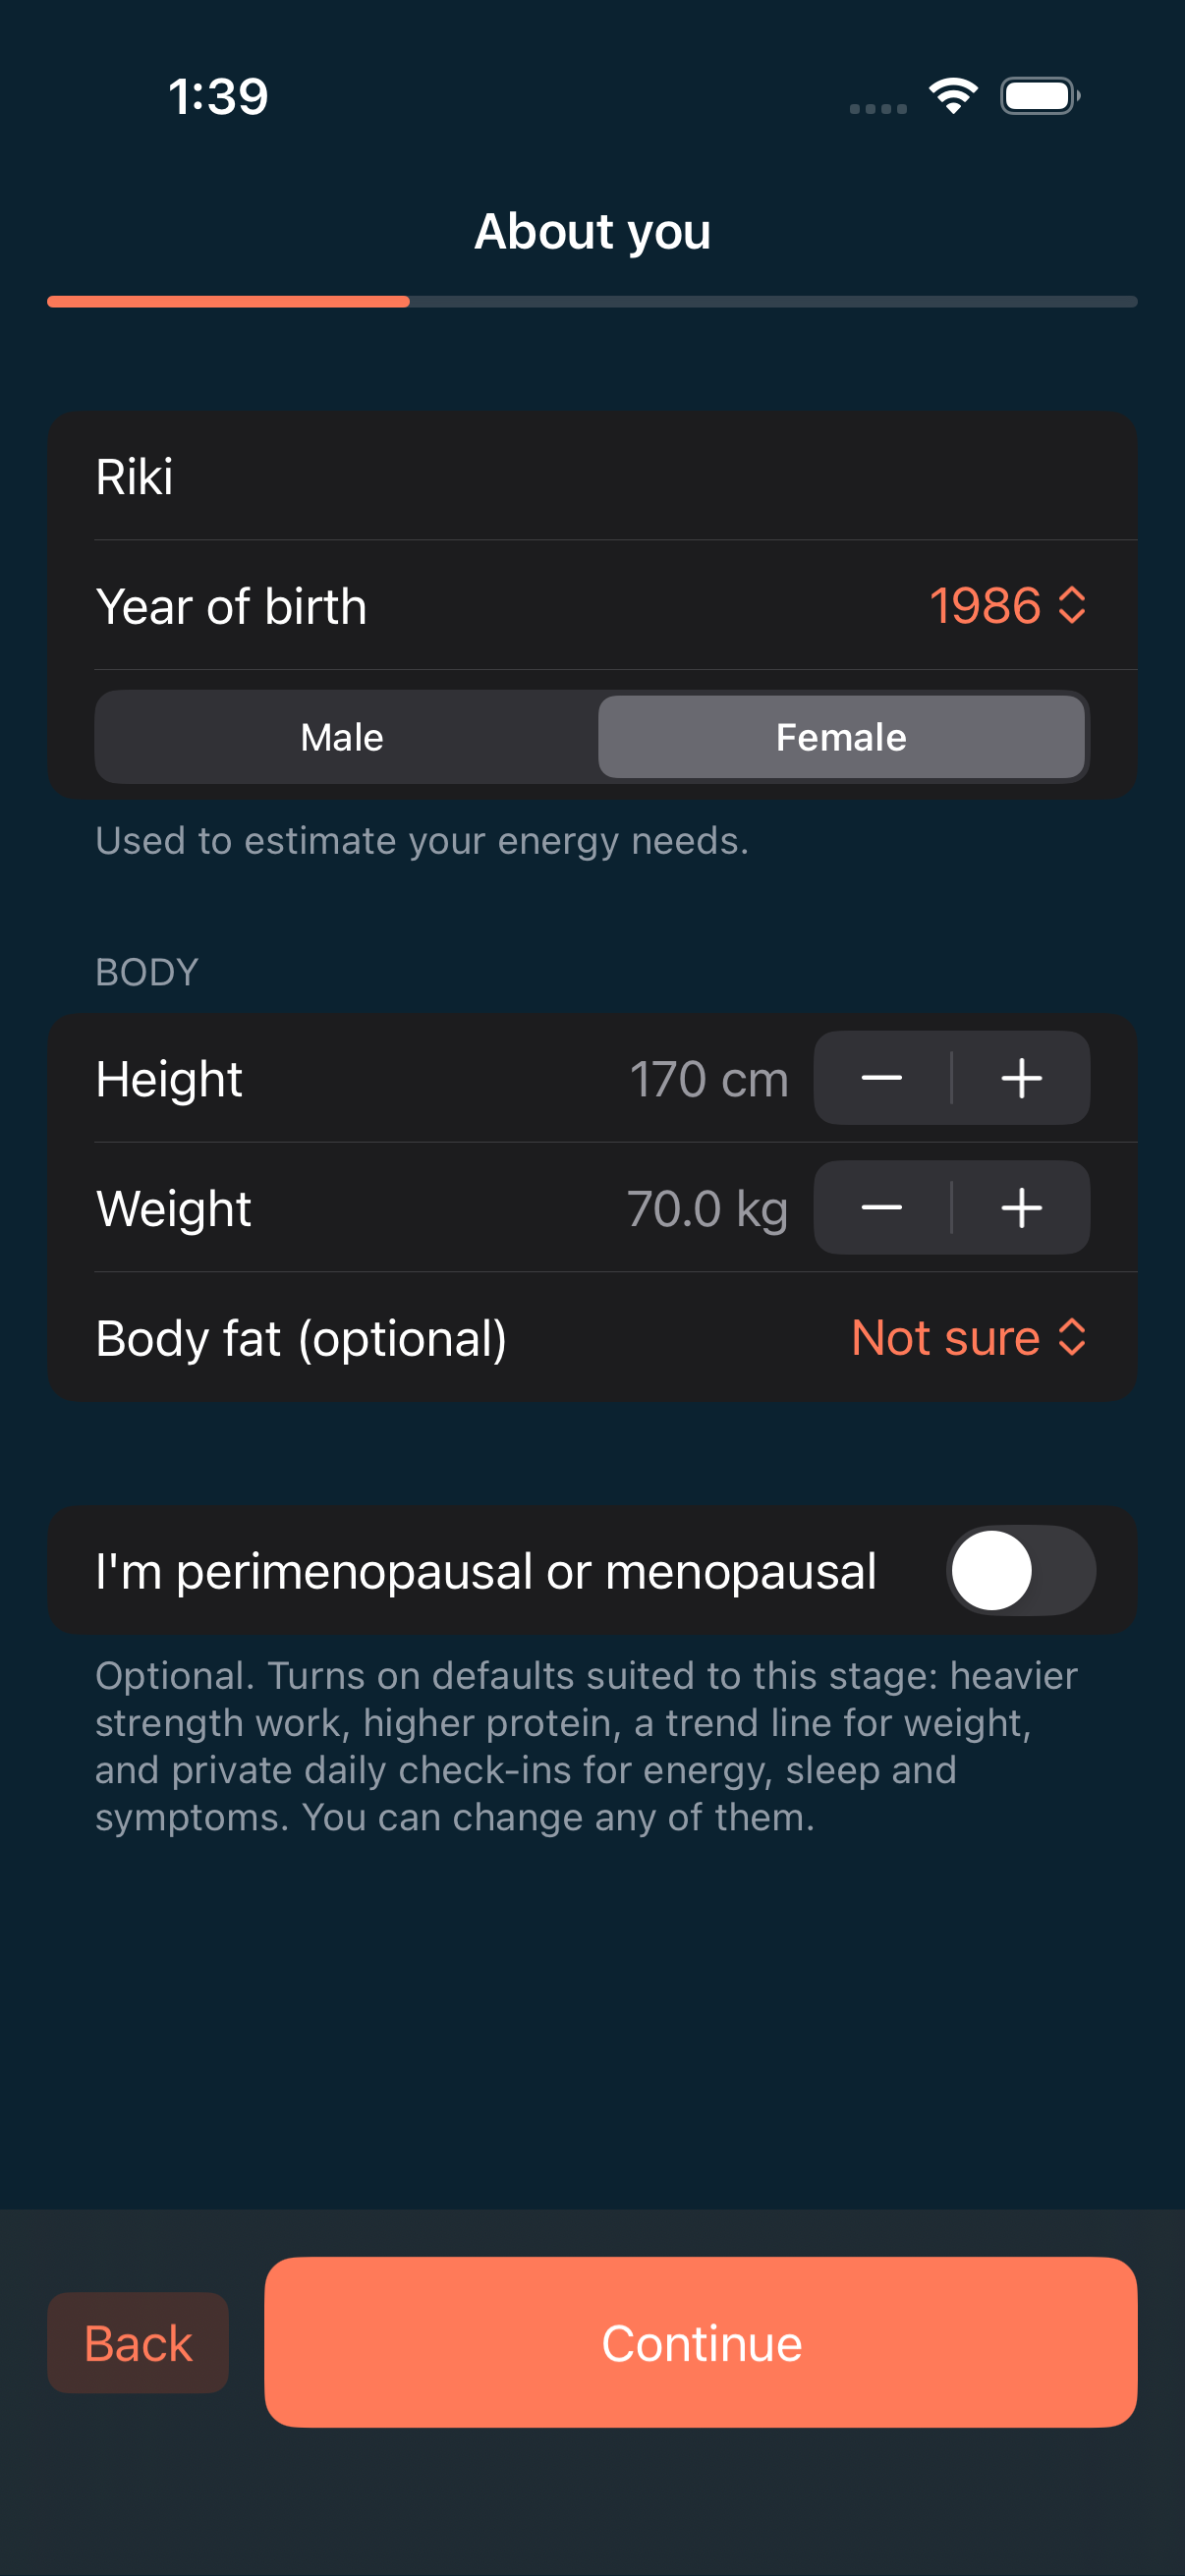 1:39
About you
Riki
Year of birth 1986
Male Female
Used to estimate your energy needs.
BODY
Height 170 cm
Weight 70.0 kg
Body fat (optional) Not sure
I'm perimenopausal or menopausal
Optional. Turns on defaults suited to this stage: heavier
strength work, higher protein, a trend line for weight,
and private daily check-ins for energy, sleep and
symptoms. You can change any of them.
Back Continue